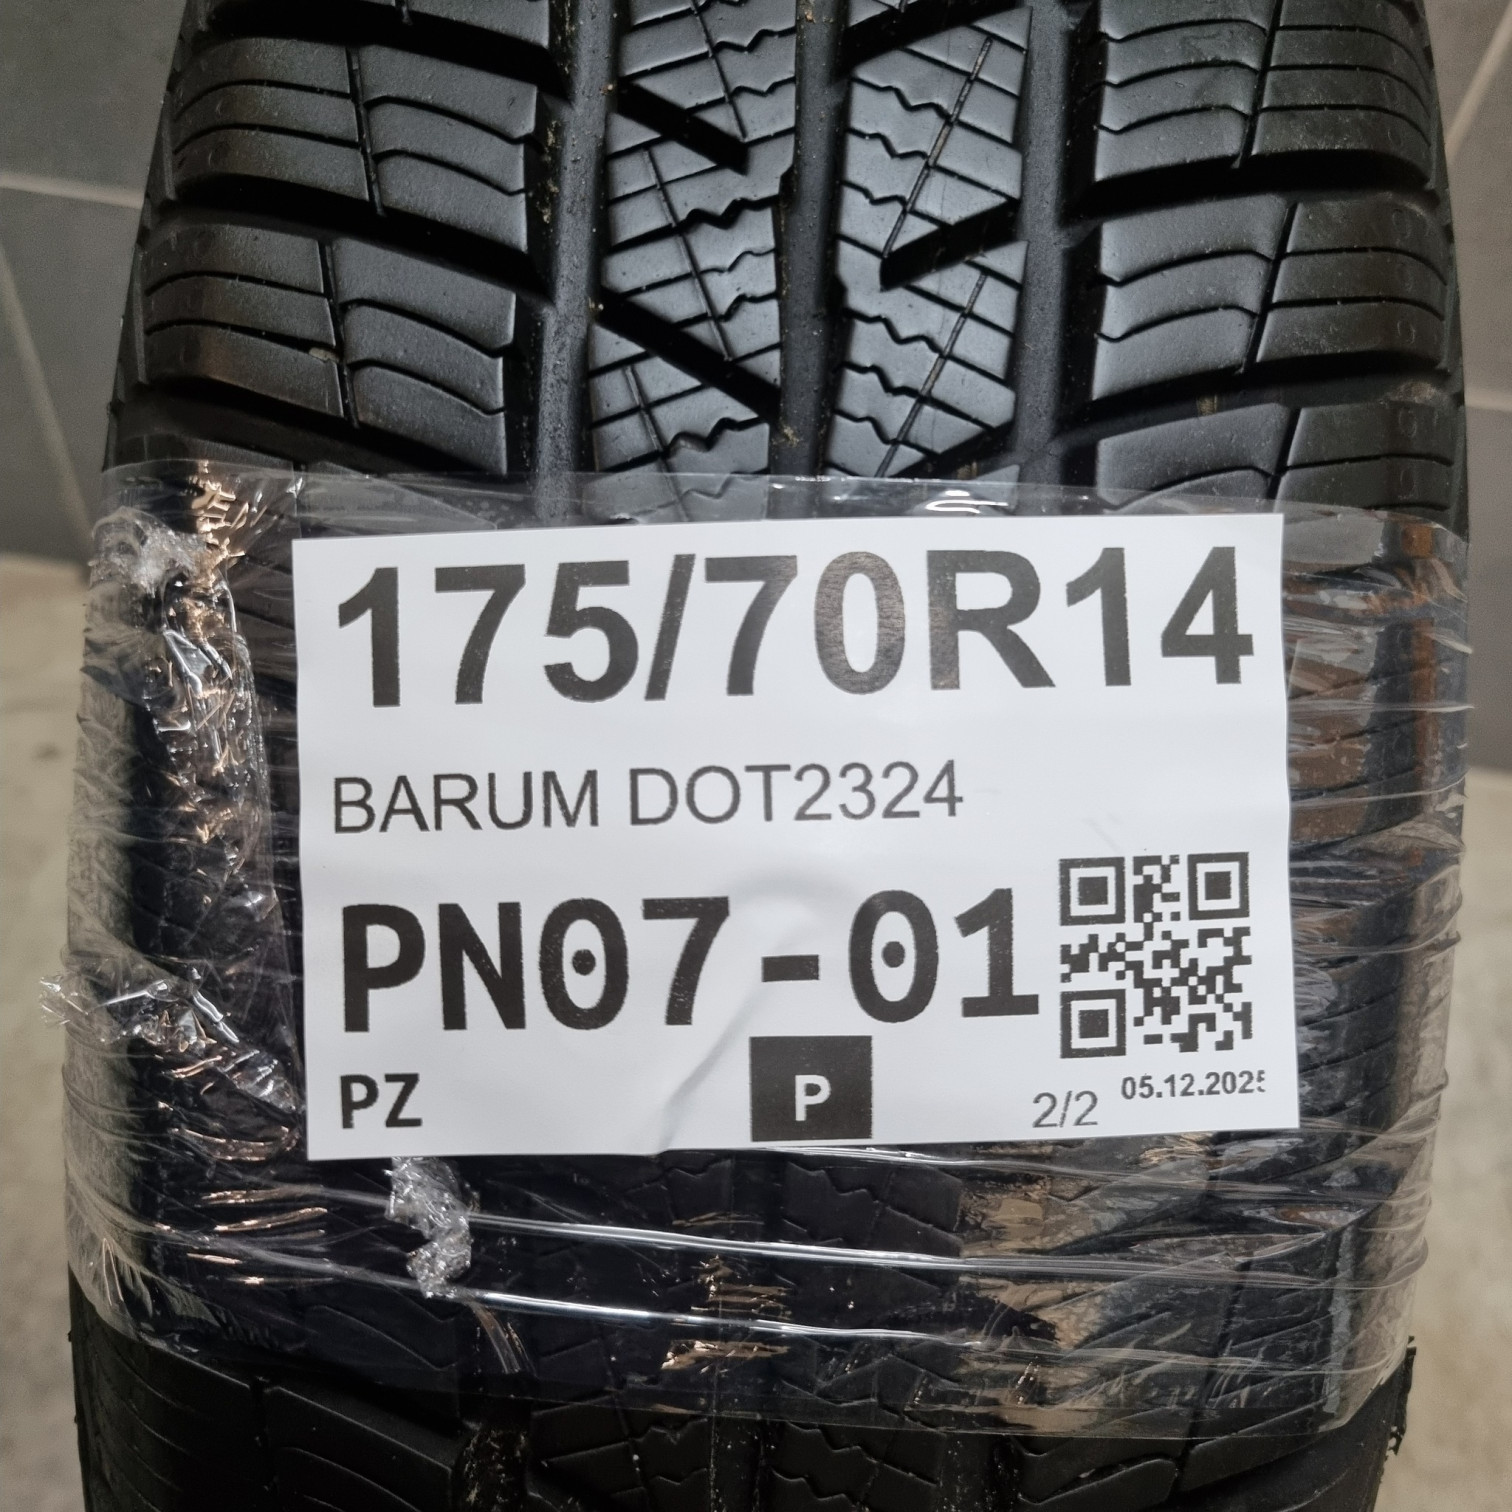 175/70R14
BARUM DOT2324
PN07-01
PZ
P
2/2
05.12.2025